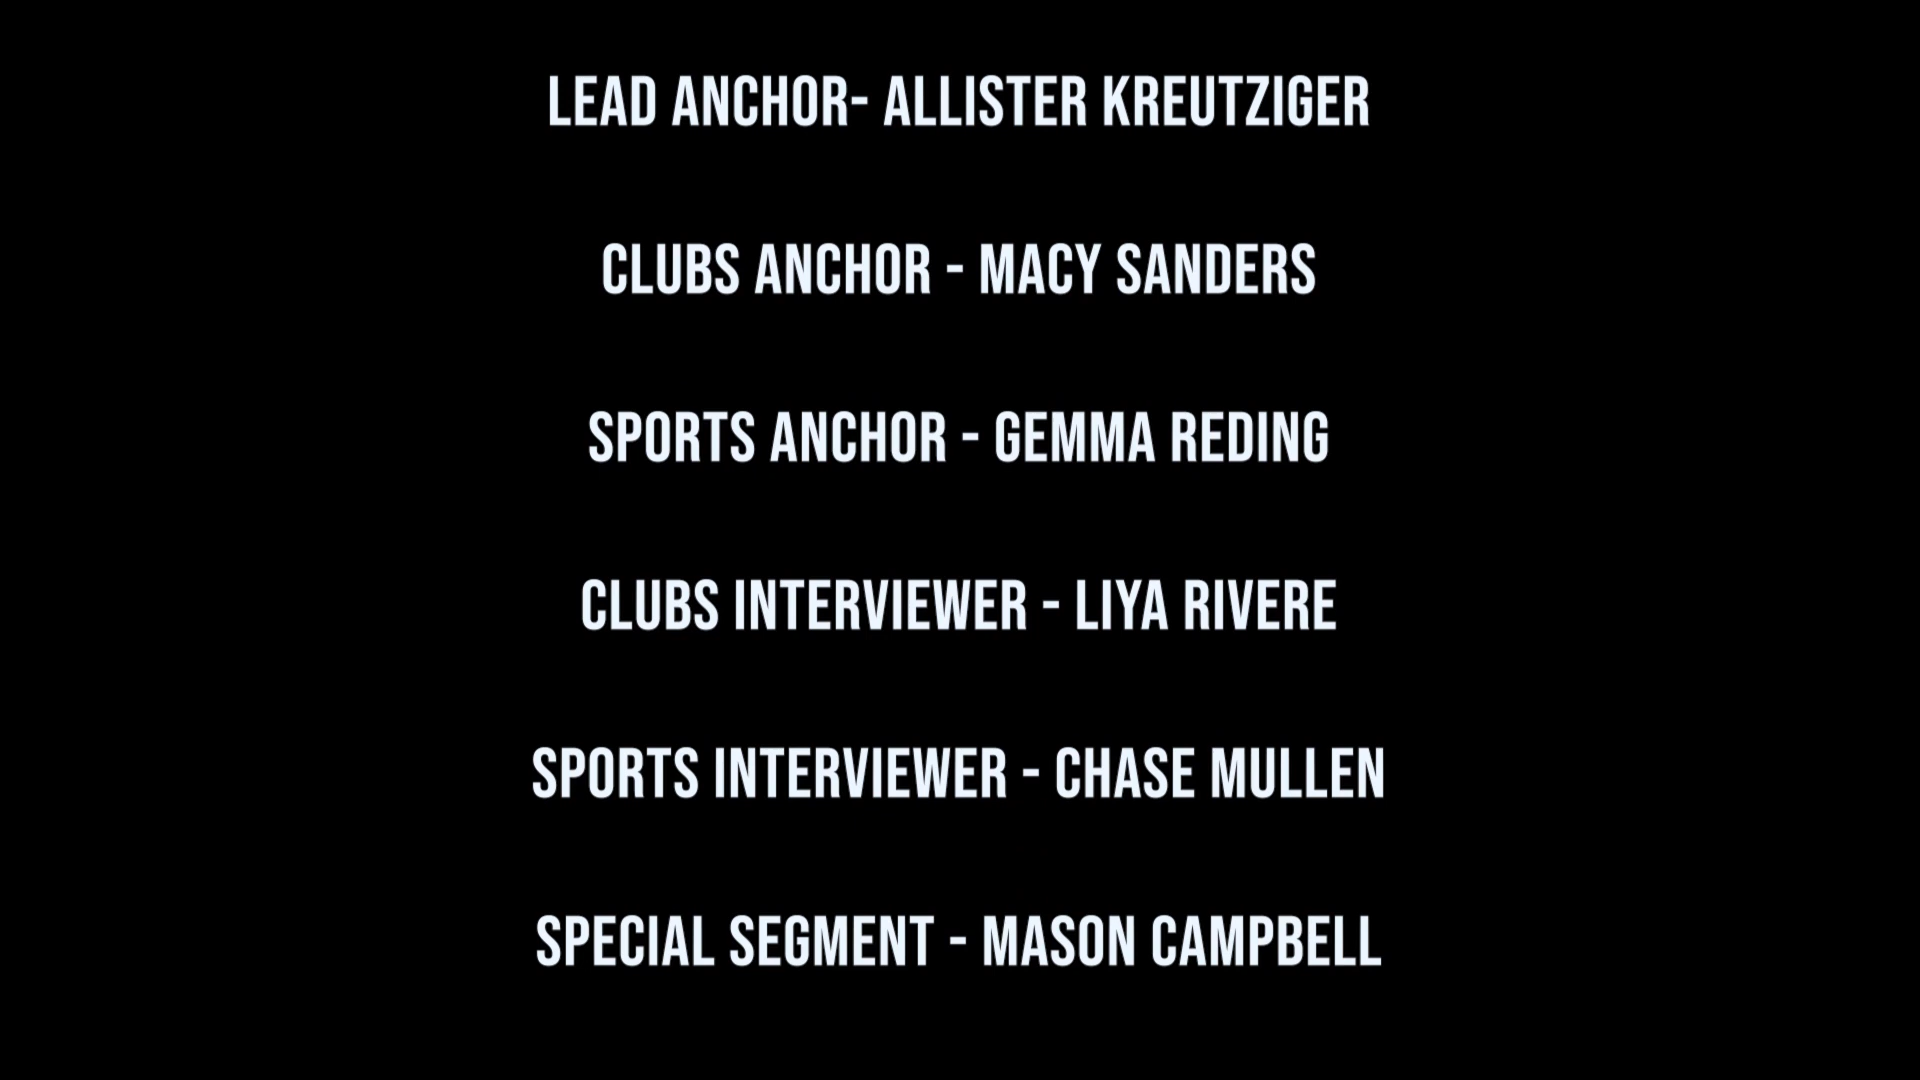 LEAD ANCHOR- ALLISTER KREUTZIGER
CLUBS ANCHOR - MACY SANDERS
SPORTS ANCHOR - GEMMA REDING
CLUBS INTERVIEWER - LIYA RIVERE
SPORTS INTERVIEWER - CHASE MULLEN
SPECIAL SEGMENT - MASON CAMPBELL